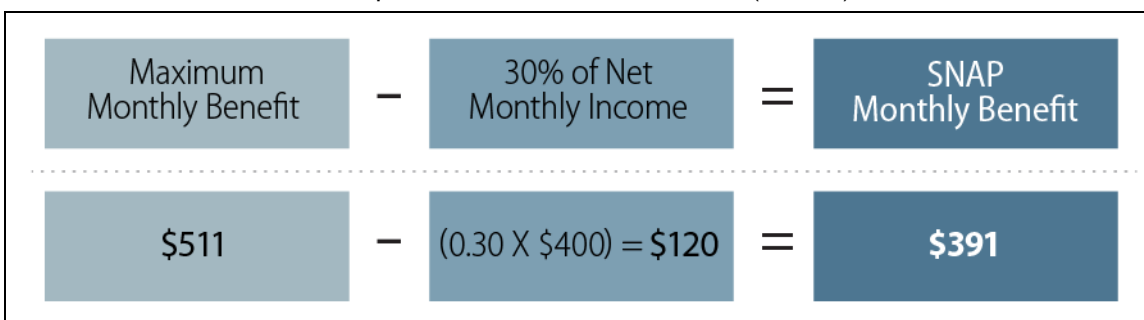 Maximum
Monthly Benefit
–
30% of Net
Monthly Income
=
SNAP
Monthly Benefit
$511
–
(0.30 X $400) = $120
=
$391